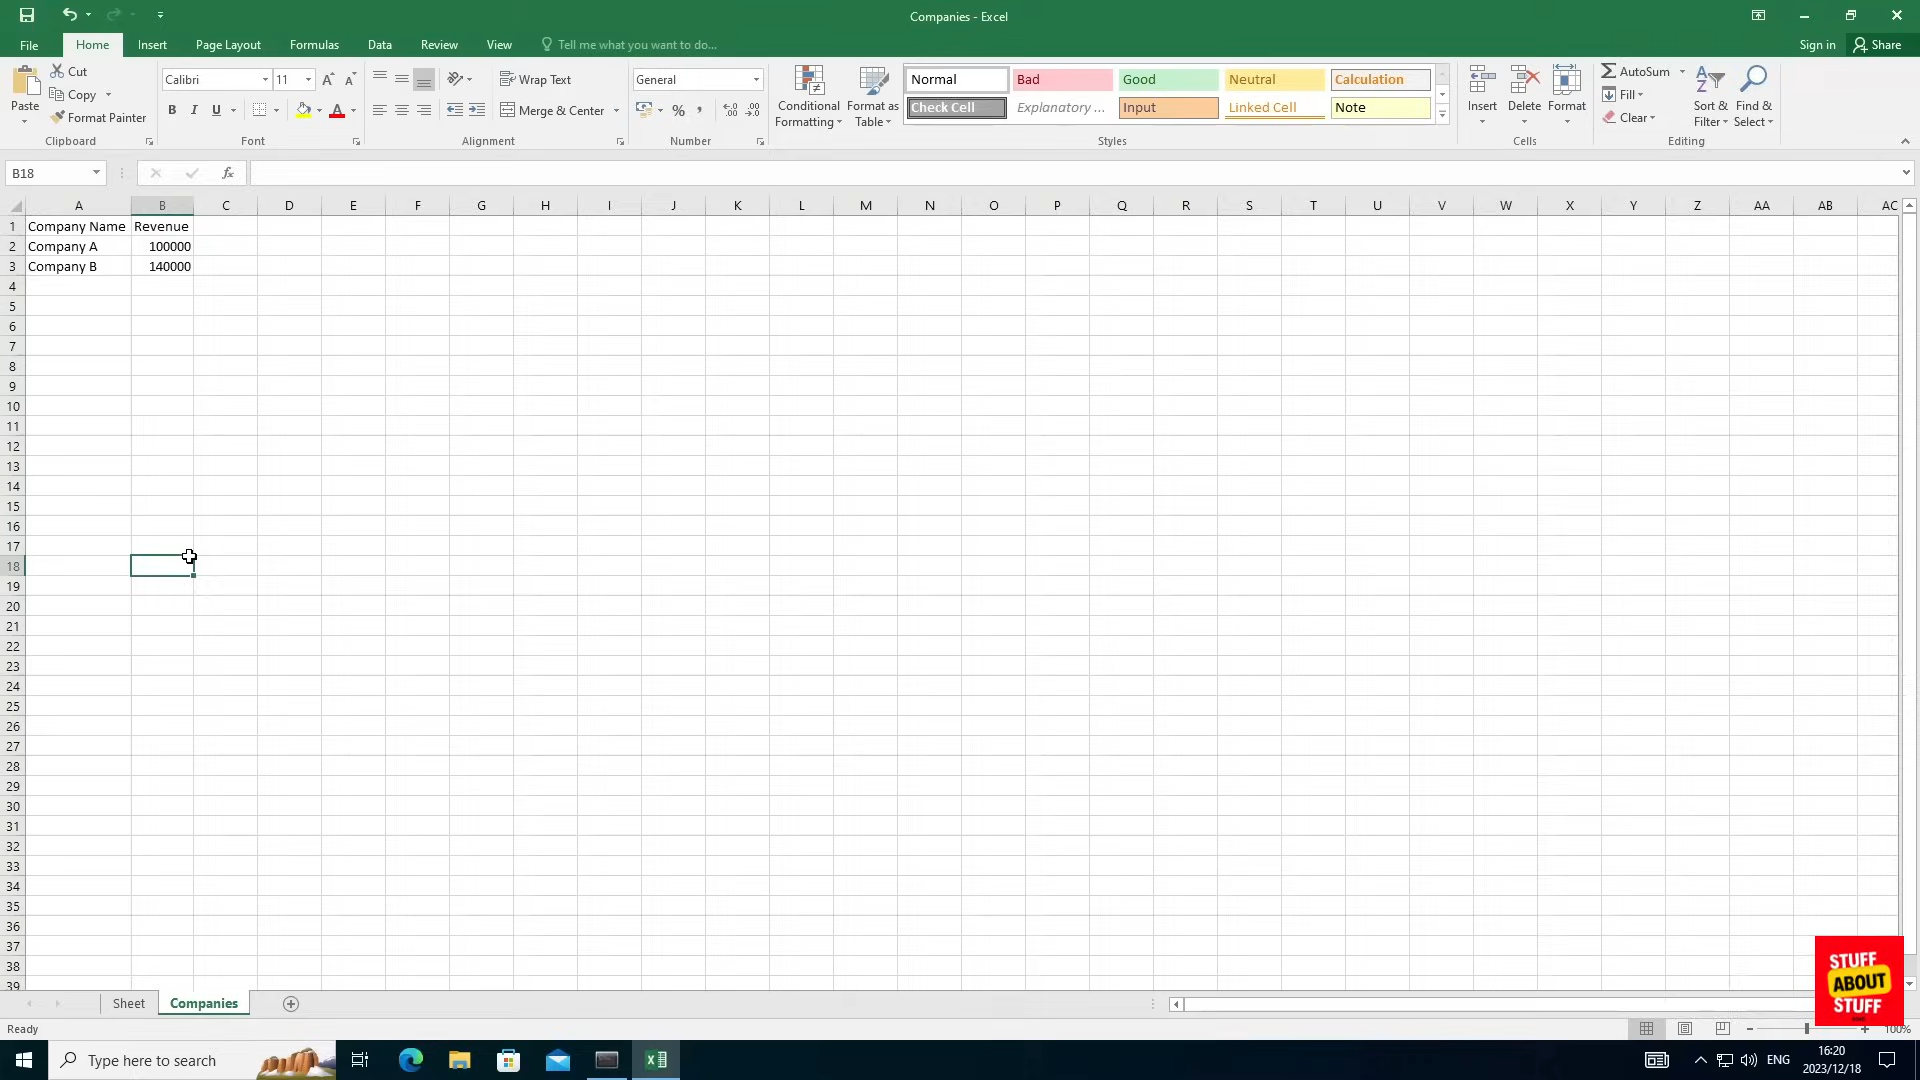 Companies - Excel
File Home Insert Page Layout Formulas Data Review View Tell me what you want to do... Sign in Share
Paste Cut Copy Format Painter Clipboard
Calibri 11 A A B I U A Font
Wrap Text Merge & Center Alignment
General % Number
Conditional Formatting Format as Table
Normal Bad Good Neutral Calculation
Check Cell Explanatory ... Input Linked Cell Note
Styles
Insert Delete Format Cells
AutoSum Fill Clear Sort & Filter Find & Select Editing
B18 fx
A B C D E F G H I J K L M N O P Q R S T U V W X Y Z AA AB AC
1 Company Name Revenue
2 Company A 100000
3 Company B 140000
4
5
6
7
8
9
10
11
12
13
14
15
16
17
18
19
20
21
22
23
24
25
26
27
28
29
30
31
32
33
34
35
36
37
38
39
STUFF
ABOUT
STUFF
Sheet Companies
Ready 100%
Type here to search ENG 16:20
2023/12/18